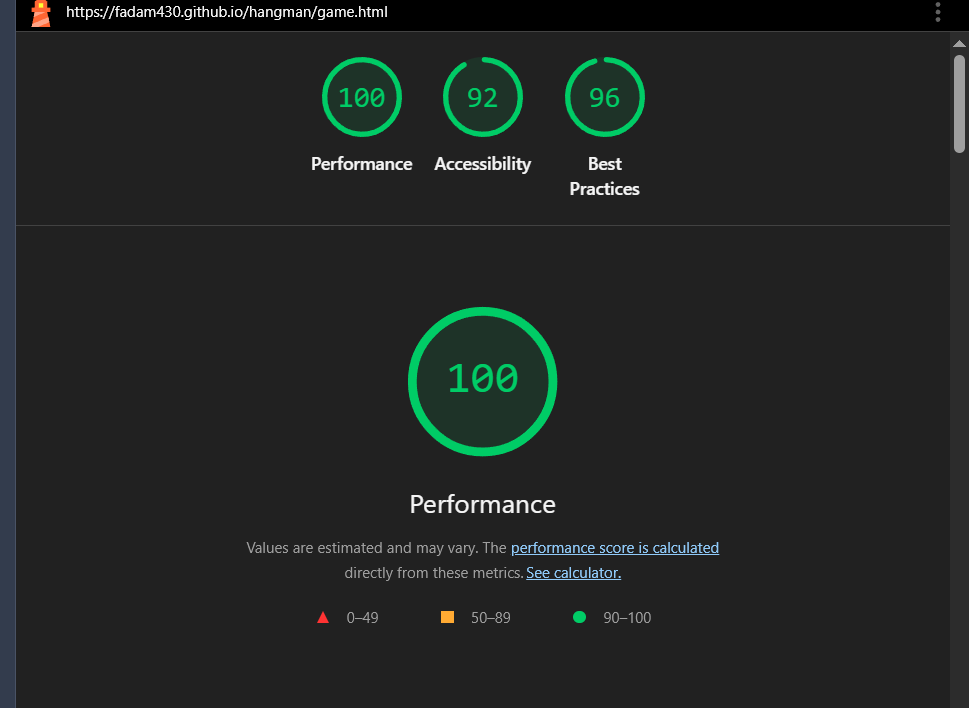 https://fadam430.github.io/hangman/game.html
100 92 96
Performance Accessibility Best
Practices
100
Performance
Values are estimated and may vary. The performance score is calculated
directly from these metrics. See calculator.
0–49 50–89 90–100